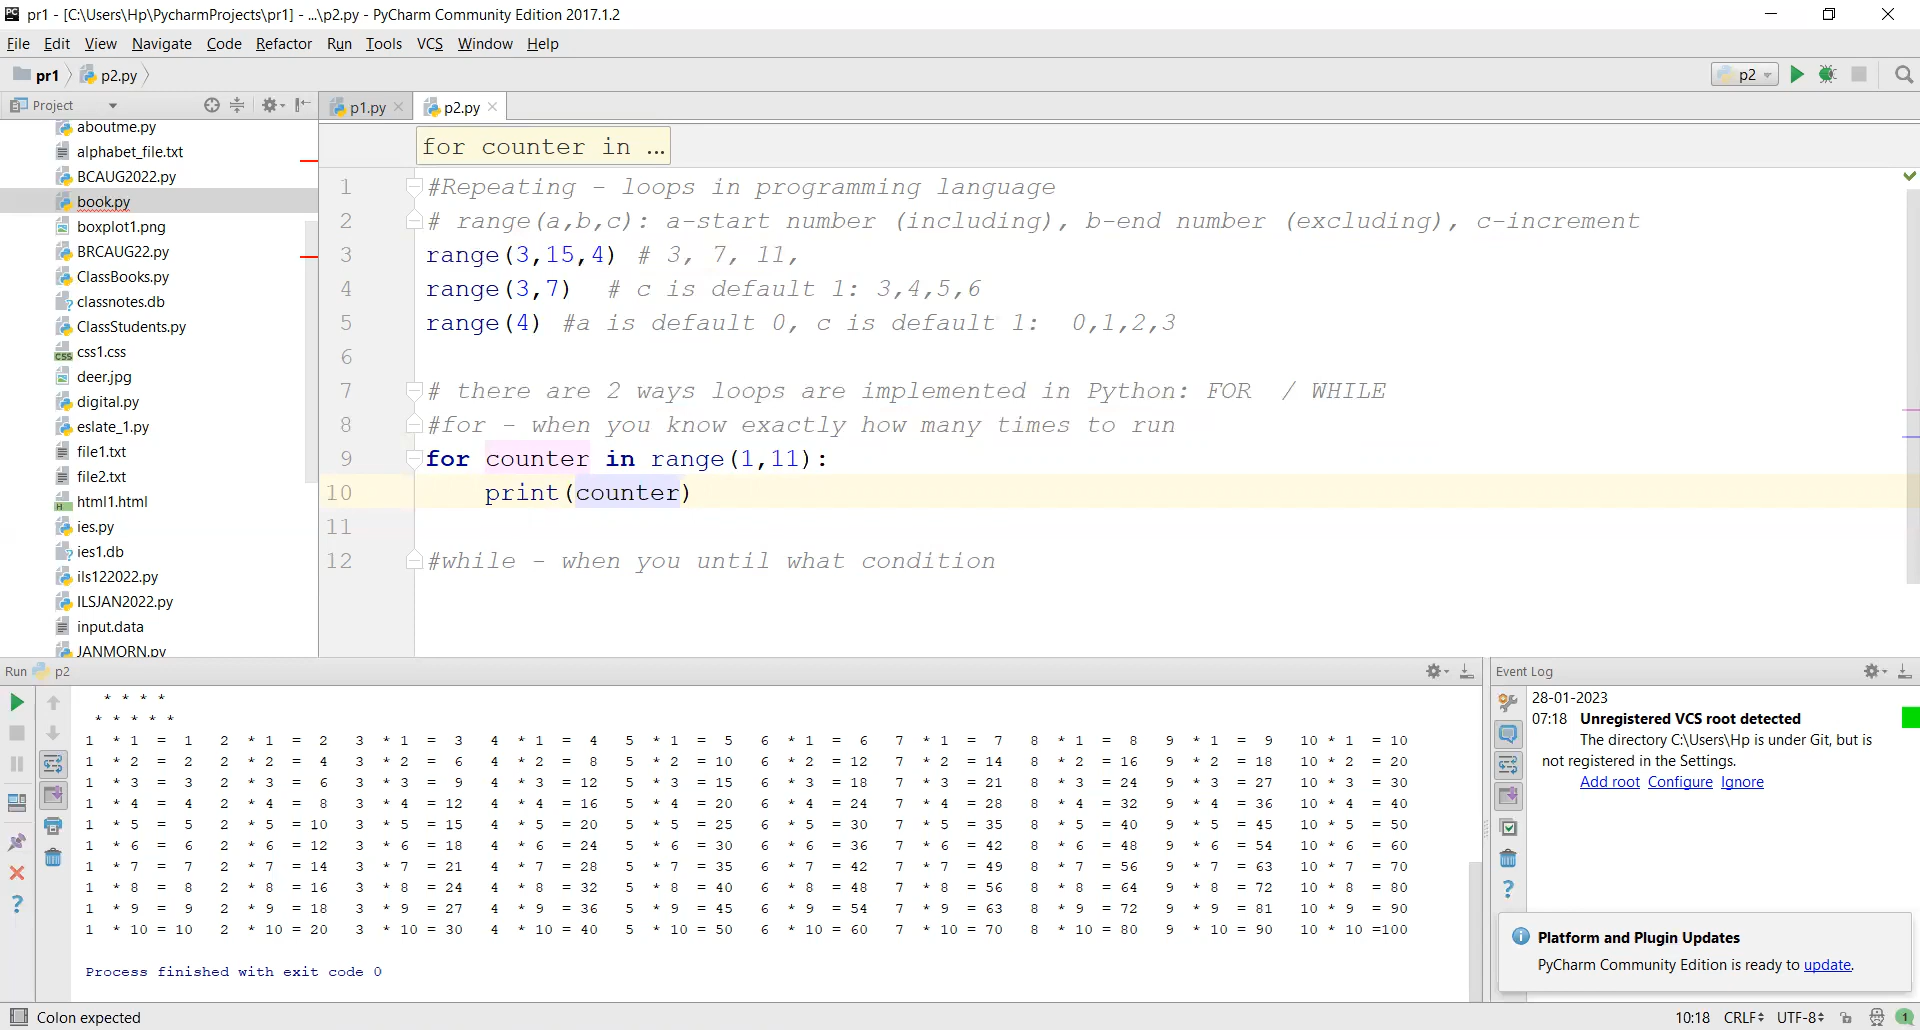 pr1 - [C:\Users\Hp\PycharmProjects\pr1] - ...\p2.py - PyCharm Community Edition 2017.1.2
File Edit View Navigate Code Refactor Run Tools VCS Window Help
pr1 p2.py p2
Project p1.py p2.py
for counter in ...
aboutme.py
alphabet_file.txt
BCAUG2022.py
book.py
boxplot1.png
BRCAUG22.py
ClassBooks.py
classnotes.db
ClassStudents.py
css1.css
deer.jpg
digital.py
eslate_1.py
file1.txt
file2.txt
html1.html
ies.py
ies1.db
ils122022.py
ILSJAN2022.py
input.data
JANMORN.py
1 #Repeating - loops in programming language
2 # range(a,b,c): a-start number (including), b-end number (excluding), c-increment
3 range(3,15,4) # 3, 7, 11,
4 range(3,7) # c is default 1: 3,4,5,6
5 range(4) #a is default 0, c is default 1: 0,1,2,3
6
7 # there are 2 ways loops are implemented in Python: FOR / WHILE
8 #for - when you know exactly how many times to run
9 for counter in range(1,11):
10 print(counter)
11
12 #while - when you until what condition
Run p2
* * * *
* * * * *
1 * 1 = 1 2 * 1 = 2 3 * 1 = 3 4 * 1 = 4 5 * 1 = 5 6 * 1 = 6 7 * 1 = 7 8 * 1 = 8 9 * 1 = 9 10 * 1 = 10
1 * 2 = 2 2 * 2 = 4 3 * 2 = 6 4 * 2 = 8 5 * 2 = 10 6 * 2 = 12 7 * 2 = 14 8 * 2 = 16 9 * 2 = 18 10 * 2 = 20
1 * 3 = 3 2 * 3 = 6 3 * 3 = 9 4 * 3 = 12 5 * 3 = 15 6 * 3 = 18 7 * 3 = 21 8 * 3 = 24 9 * 3 = 27 10 * 3 = 30
1 * 4 = 4 2 * 4 = 8 3 * 4 = 12 4 * 4 = 16 5 * 4 = 20 6 * 4 = 24 7 * 4 = 28 8 * 4 = 32 9 * 4 = 36 10 * 4 = 40
1 * 5 = 5 2 * 5 = 10 3 * 5 = 15 4 * 5 = 20 5 * 5 = 25 6 * 5 = 30 7 * 5 = 35 8 * 5 = 40 9 * 5 = 45 10 * 5 = 50
1 * 6 = 6 2 * 6 = 12 3 * 6 = 18 4 * 6 = 24 5 * 6 = 30 6 * 6 = 36 7 * 6 = 42 8 * 6 = 48 9 * 6 = 54 10 * 6 = 60
1 * 7 = 7 2 * 7 = 14 3 * 7 = 21 4 * 7 = 28 5 * 7 = 35 6 * 7 = 42 7 * 7 = 49 8 * 7 = 56 9 * 7 = 63 10 * 7 = 70
1 * 8 = 8 2 * 8 = 16 3 * 8 = 24 4 * 8 = 32 5 * 8 = 40 6 * 8 = 48 7 * 8 = 56 8 * 8 = 64 9 * 8 = 72 10 * 8 = 80
1 * 9 = 9 2 * 9 = 18 3 * 9 = 27 4 * 9 = 36 5 * 9 = 45 6 * 9 = 54 7 * 9 = 63 8 * 9 = 72 9 * 9 = 81 10 * 9 = 90
1 * 10 = 10 2 * 10 = 20 3 * 10 = 30 4 * 10 = 40 5 * 10 = 50 6 * 10 = 60 7 * 10 = 70 8 * 10 = 80 9 * 10 = 90 10 * 10 =100
Process finished with exit code 0
Event Log
28-01-2023
07:18 Unregistered VCS root detected
The directory C:\Users\Hp is under Git, but is
not registered in the Settings.
Add root Configure Ignore
Platform and Plugin Updates
PyCharm Community Edition is ready to update.
Colon expected 10:18 CRLF UTF-8 1